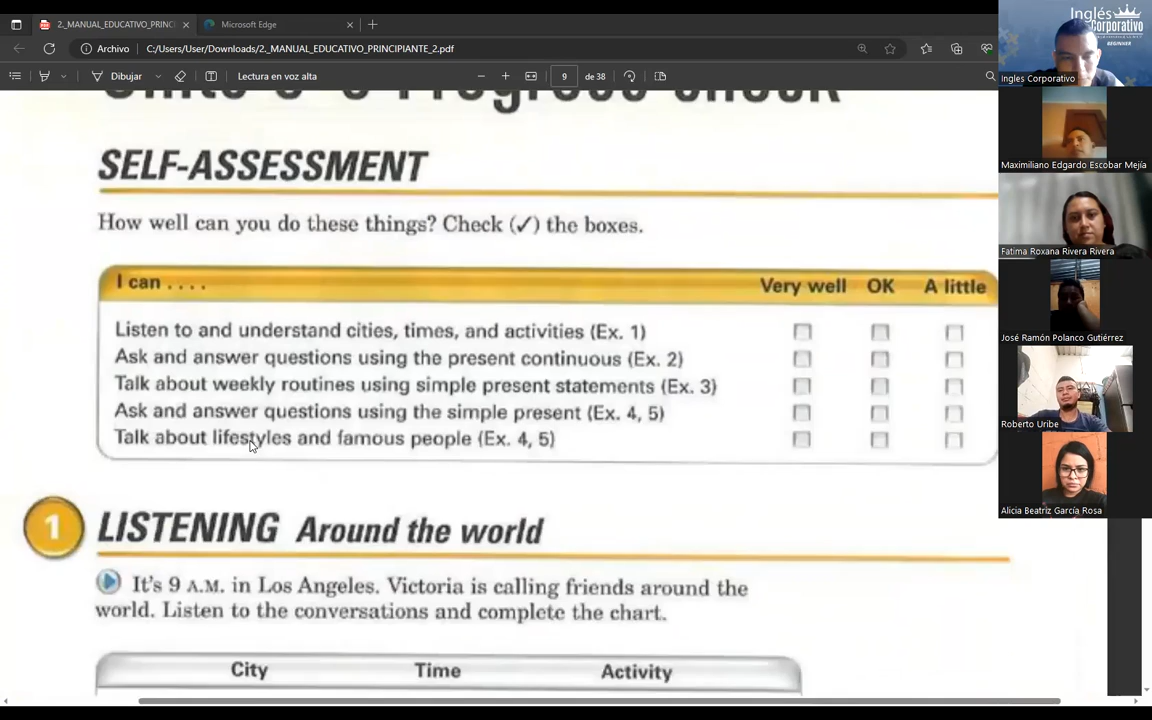 2._MANUAL_EDUCATIVO_PRINC
Microsoft Edge
Archivo
C:/Users/User/Downloads/2._MANUAL_EDUCATIVO_PRINCIPIANTE_2.pdf
Dibujar
Lectura en voz alta
9
de 38
Progress check
SELF-ASSESSMENT
How well can you do these things? Check (✓) the boxes.
I can . . . . Very well OK A little
Listen to and understand cities, times, and activities (Ex. 1)
Ask and answer questions using the present continuous (Ex. 2)
Talk about weekly routines using simple present statements (Ex. 3)
Ask and answer questions using the simple present (Ex. 4, 5)
Talk about lifestyles and famous people (Ex. 4, 5)
1 LISTENING Around the world
It's 9 A.M. in Los Angeles. Victoria is calling friends around the
world. Listen to the conversations and complete the chart.
City Time Activity
Inglés
Corporativo
BEGINNER
Ingles Corporativo
Maximiliano Edgardo Escobar Mejía
Fatima Roxana Rivera Rivera
José Ramón Polanco Gutiérrez
Roberto Uribe
Alicia Beatriz García Rosa